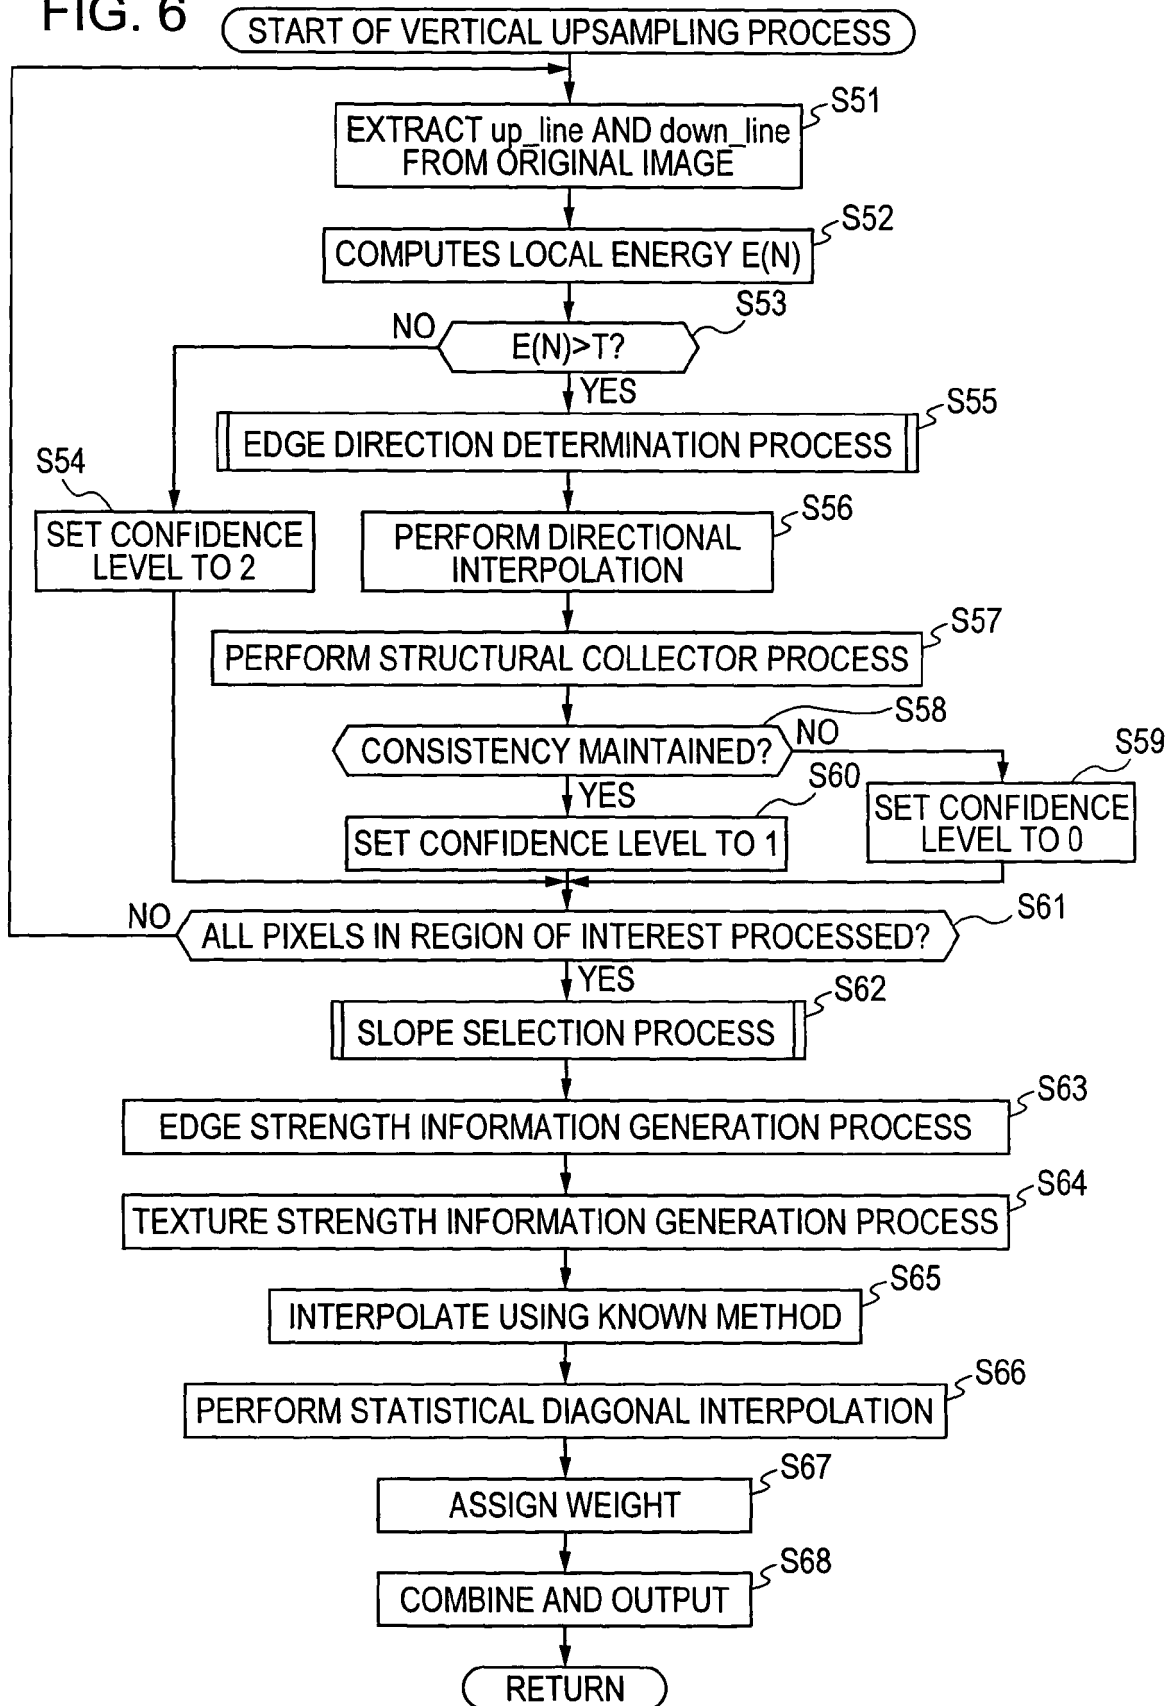 FIG. 6
START OF VERTICAL UPSAMPLING PROCESS
S51
EXTRACT up_line AND down_line
FROM ORIGINAL IMAGE
S52
COMPUTES LOCAL ENERGY E(N)
S53
NO
E(N)>T?
YES
S55
EDGE DIRECTION DETERMINATION PROCESS
S54
SET CONFIDENCE
LEVEL TO 2
S56
PERFORM DIRECTIONAL
INTERPOLATION
S57
PERFORM STRUCTURAL COLLECTOR PROCESS
S58
CONSISTENCY MAINTAINED?
NO
S59
SET CONFIDENCE
LEVEL TO 0
YES
S60
SET CONFIDENCE LEVEL TO 1
NO
S61
ALL PIXELS IN REGION OF INTEREST PROCESSED?
YES
S62
SLOPE SELECTION PROCESS
S63
EDGE STRENGTH INFORMATION GENERATION PROCESS
S64
TEXTURE STRENGTH INFORMATION GENERATION PROCESS
S65
INTERPOLATE USING KNOWN METHOD
S66
PERFORM STATISTICAL DIAGONAL INTERPOLATION
S67
ASSIGN WEIGHT
S68
COMBINE AND OUTPUT
RETURN